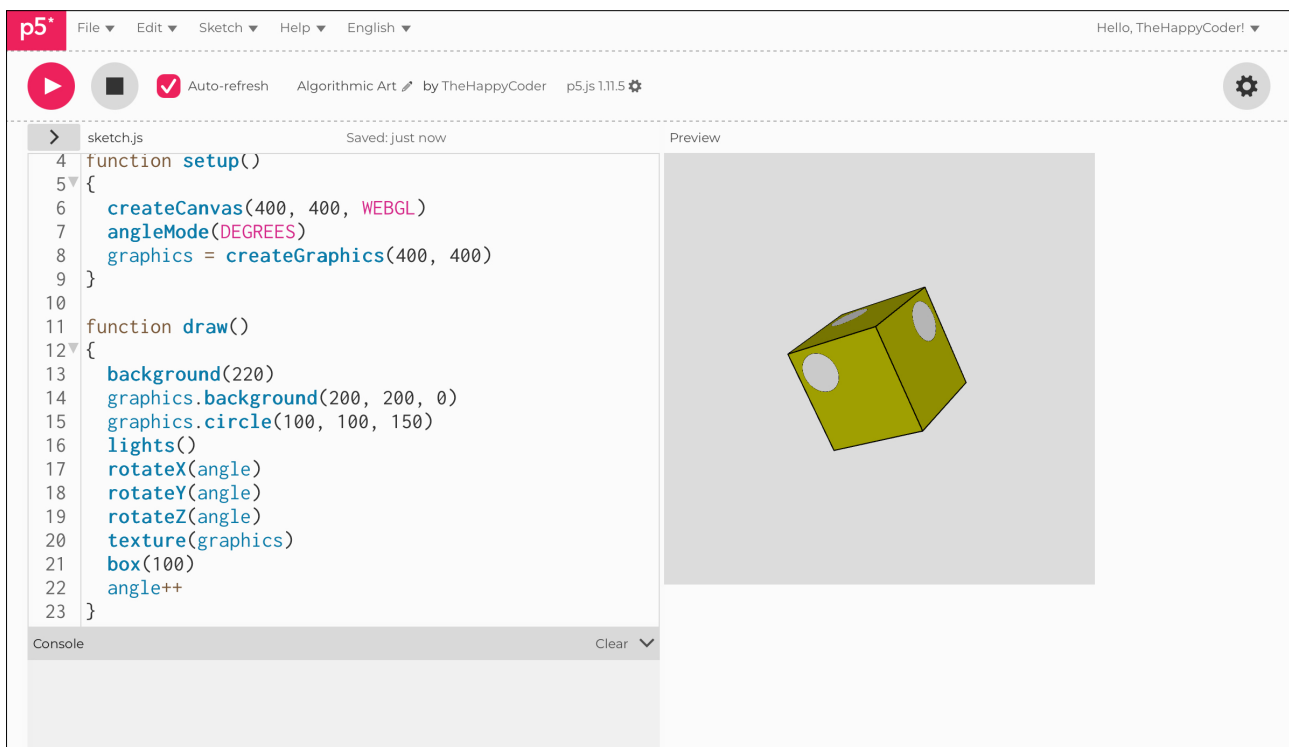 p5* File Edit Sketch Help English Hello, TheHappyCoder!
Auto-refresh Algorithmic Art by TheHappyCoder p5.js 1.11.5
sketch.js Saved: just now Preview
4 function setup()
5 {
6 createCanvas(400, 400, WEBGL)
7 angleMode(DEGREES)
8 graphics = createGraphics(400, 400)
9 }
10
11 function draw()
12 {
13 background(220)
14 graphics.background(200, 200, 0)
15 graphics.circle(100, 100, 150)
16 lights()
17 rotateX(angle)
18 rotateY(angle)
19 rotateZ(angle)
20 texture(graphics)
21 box(100)
22 angle++
23 }
Console Clear